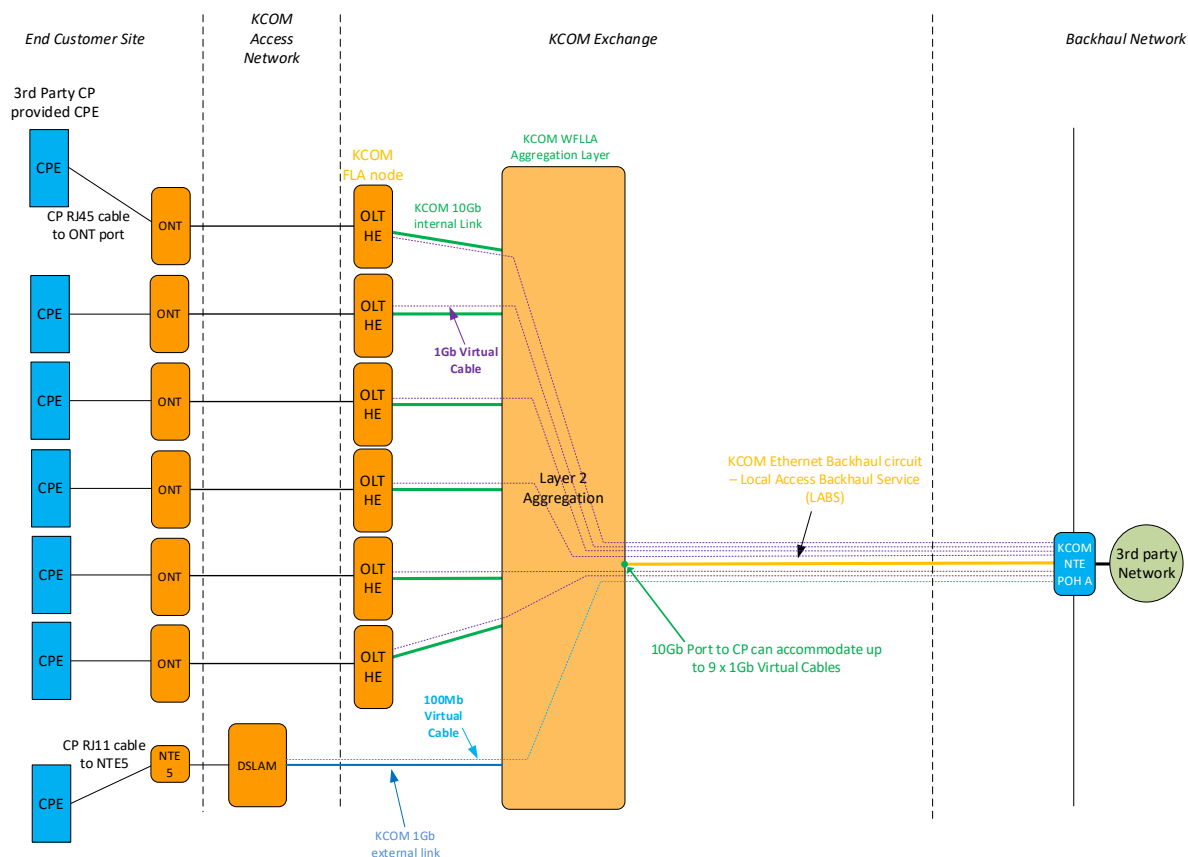 End Customer Site
KCOM
Access
Network
KCOM Exchange
Backhaul Network
3rd Party CP
provided CPE
CPE
CP RJ45 cable
to ONT port
ONT
KCOM
FLA node
OLT
HE
KCOM 10Gb
internal Link
KCOM WFLLA
Aggregation Layer
CPE
ONT
OLT
HE
1Gb Virtual
Cable
CPE
ONT
OLT
HE
CPE
ONT
OLT
HE
Layer 2
Aggregation
KCOM Ethernet Backhaul circuit
– Local Access Backhaul Service
(LABS)
CPE
ONT
OLT
HE
KCOM
NTE
POH A
3rd party
Network
CPE
ONT
OLT
HE
10Gb Port to CP can accommodate up
to 9 x 1Gb Virtual Cables
100Mb
Virtual
Cable
CP RJ11 cable
to NTE5
NTE
5
DSLAM
CPE
KCOM 1Gb
external link